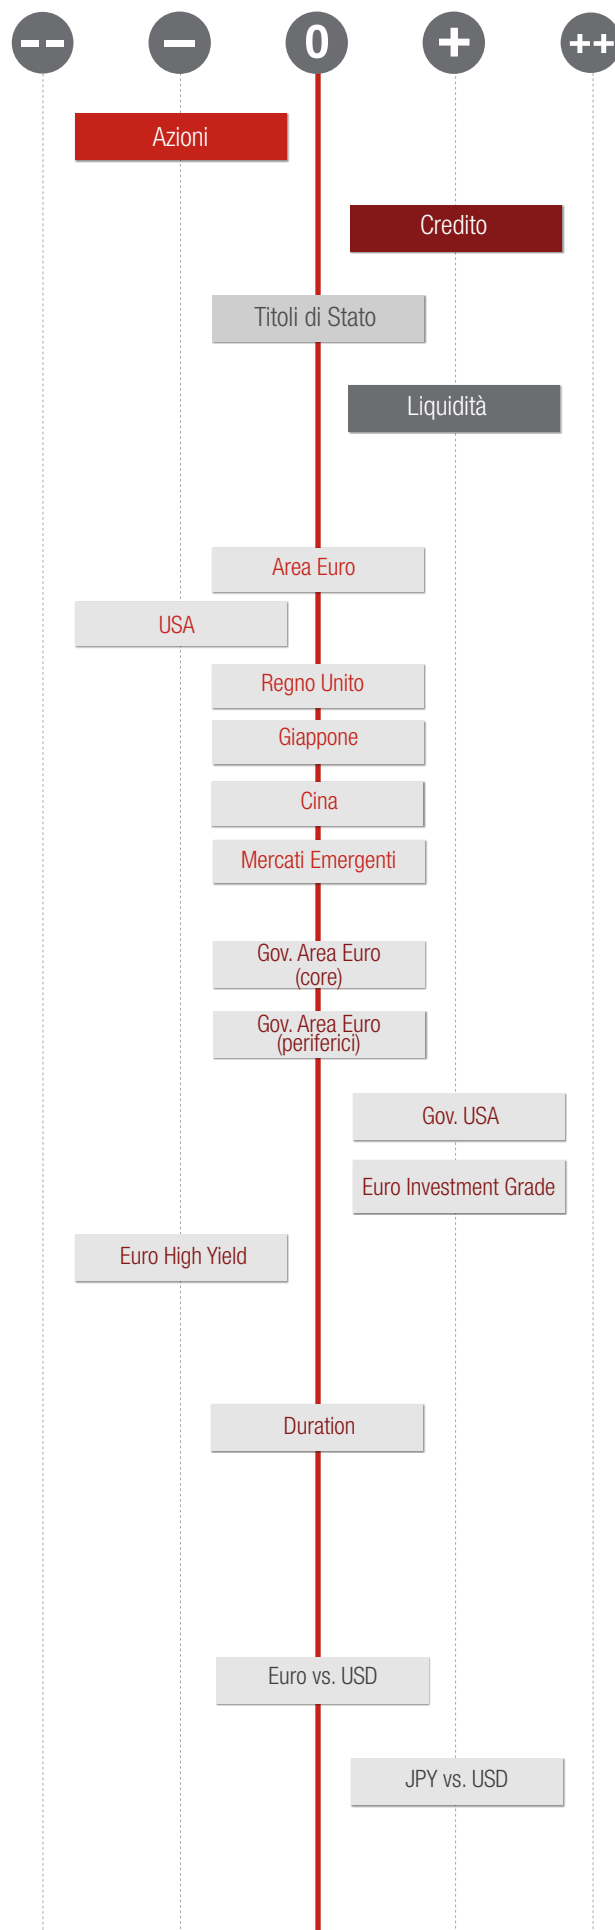 -- - 0 + ++
Azioni
Credito
Titoli di Stato
Liquidità
Area Euro
USA
Regno Unito
Giappone
Cina
Mercati Emergenti
Gov. Area Euro
(core)
Gov. Area Euro
(periferici)
Gov. USA
Euro Investment Grade
Euro High Yield
Duration
Euro vs. USD
JPY vs. USD